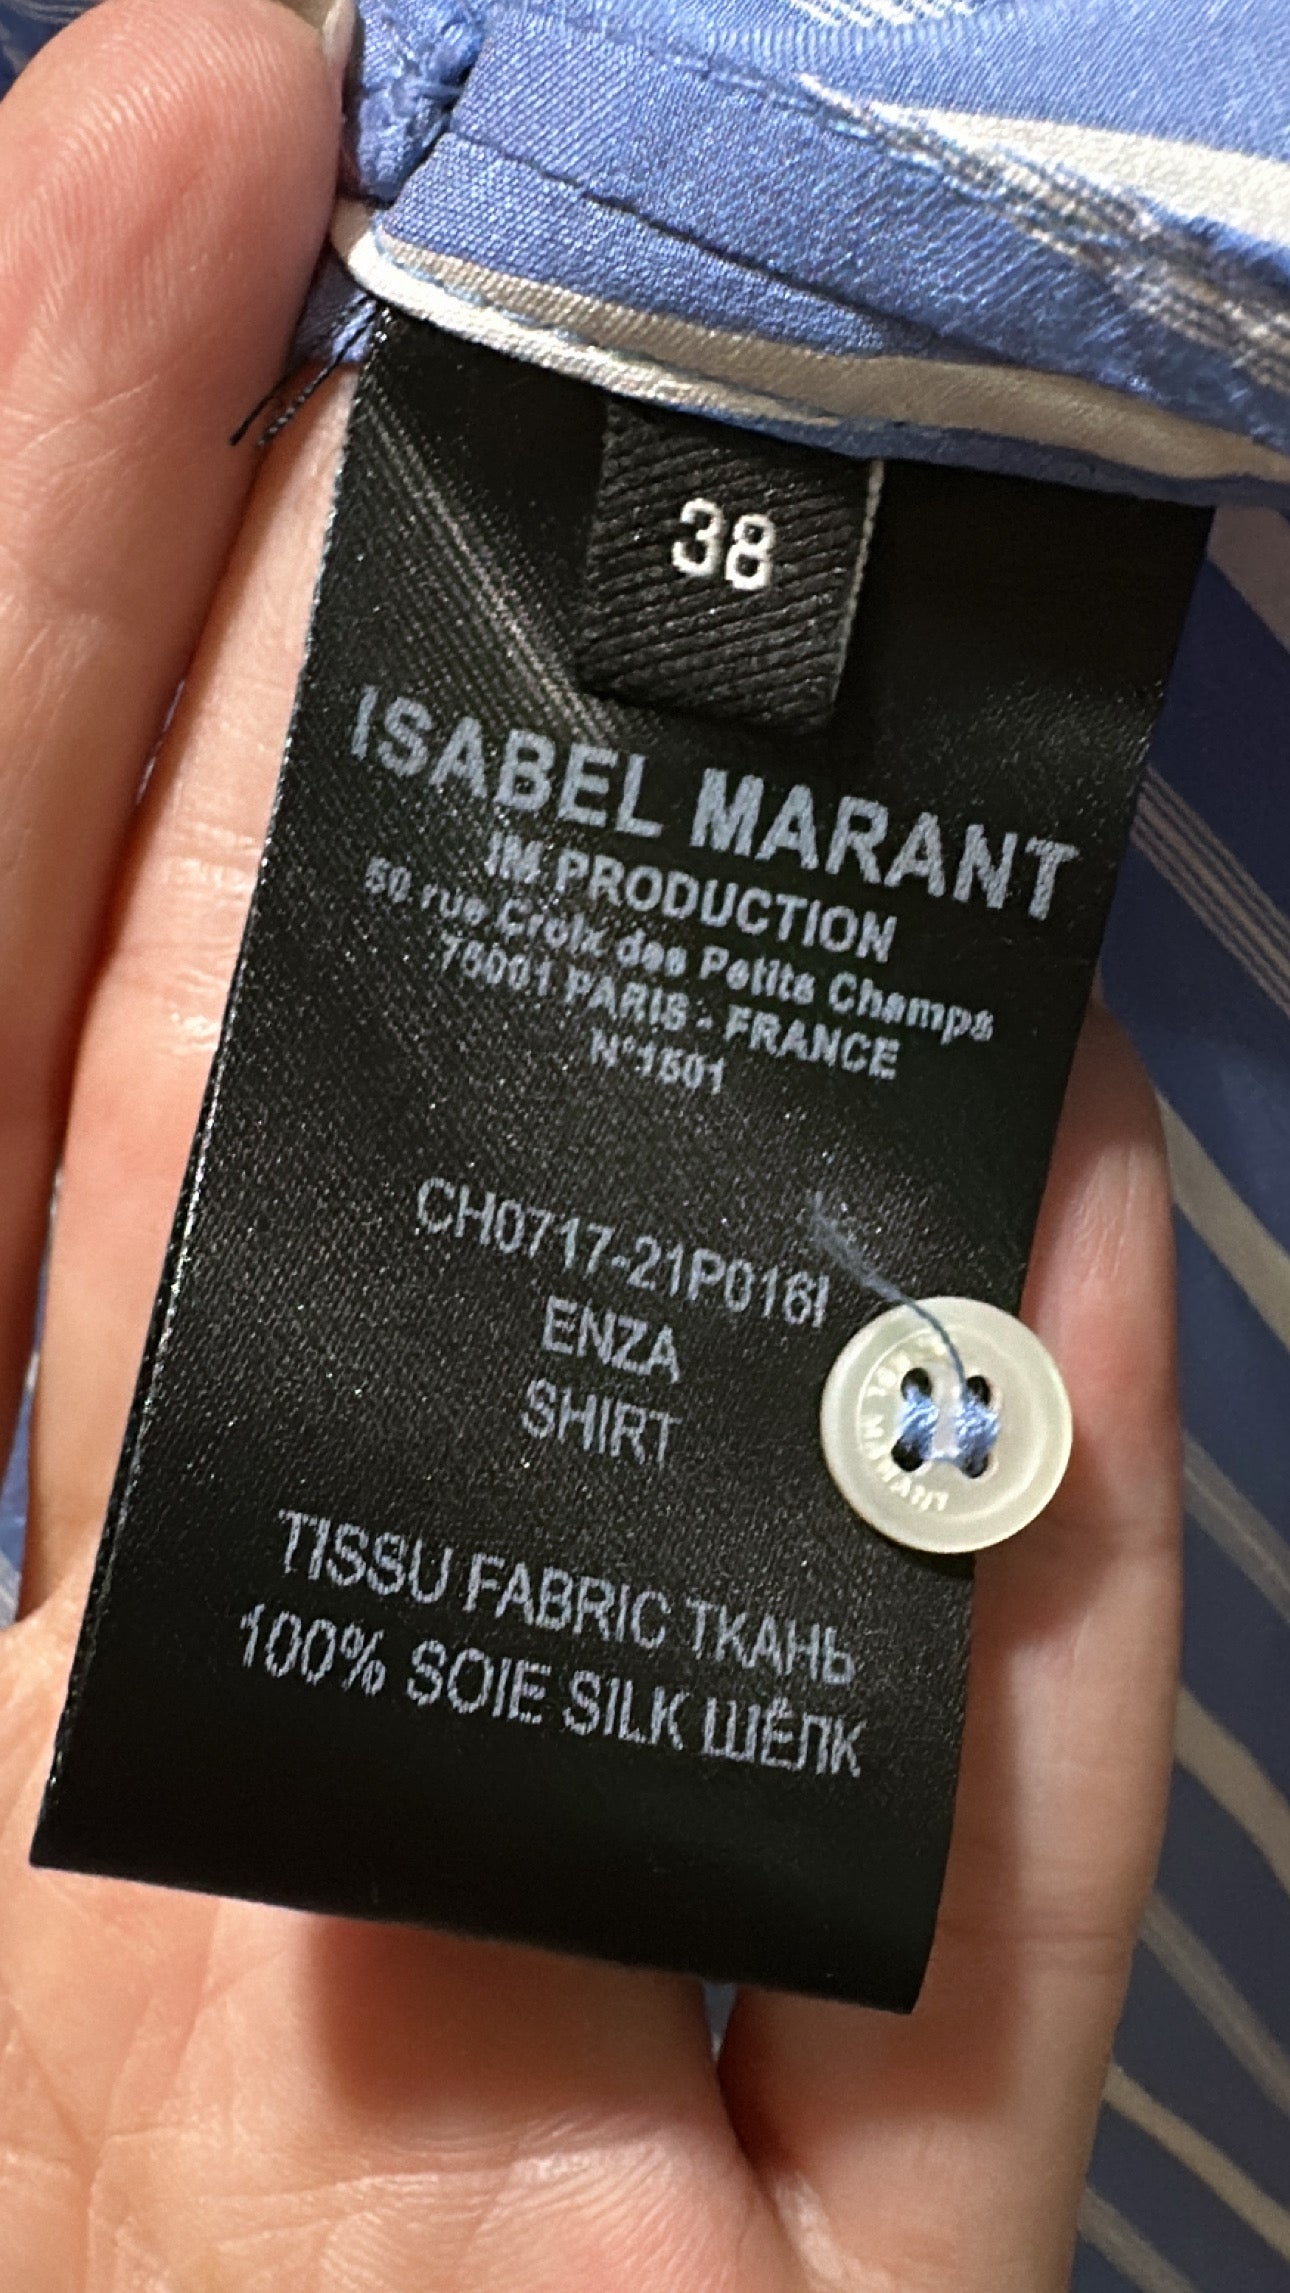 38
ISABEL MARANT
IM PRODUCTION
50 rue Croix des Petits Champs
75001 PARIS - FRANCE
N°1501
CH0717-21P016I
ENZA
SHIRT
TISSU FABRIC ТКАНЬ
100% SOIE SILK ШЁЛК
MARANT